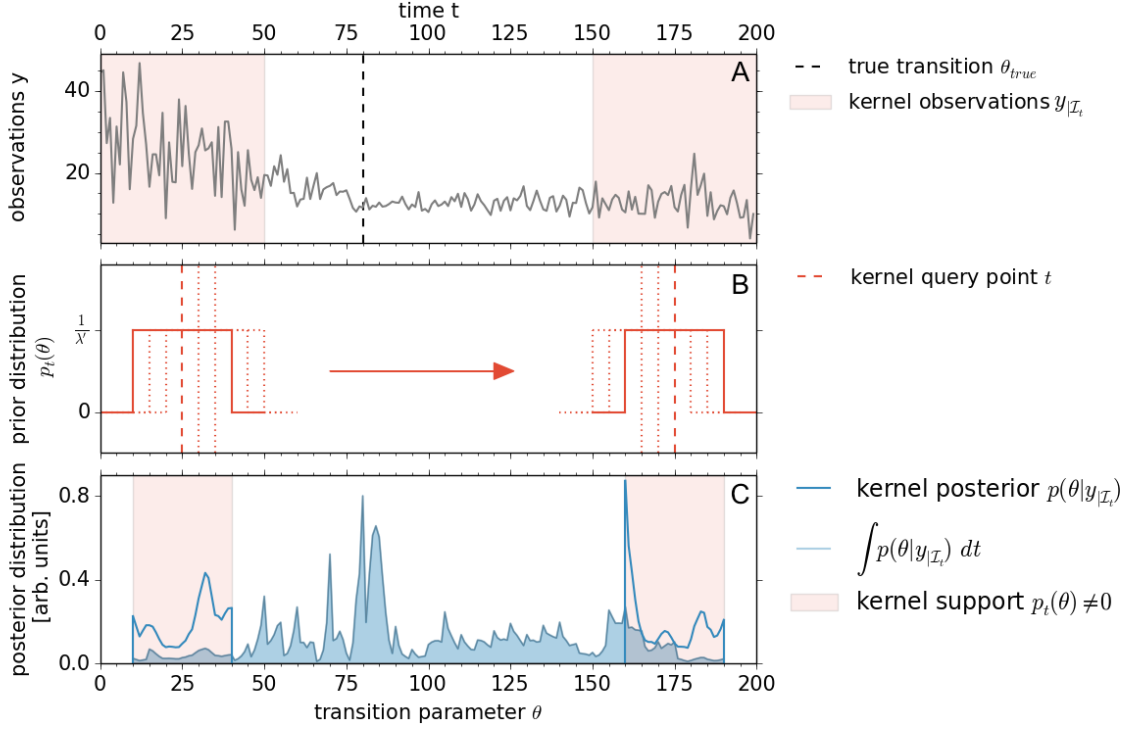 time t
0 25 50 75 100 125 150 175 200
A
40
20
observations y
true transition θ_true
kernel observations y_{|𝓘_t}
B
1/λ'
0
prior distribution
p_t(θ)
kernel query point t
C
0.8
0.4
0.0
posterior distribution
[arb. units]
0 25 50 75 100 125 150 175 200
transition parameter θ
kernel posterior p(θ|y_{|𝓘_t})
∫p(θ|y_{|𝓘_t}) dt
kernel support p_t(θ) ≠ 0